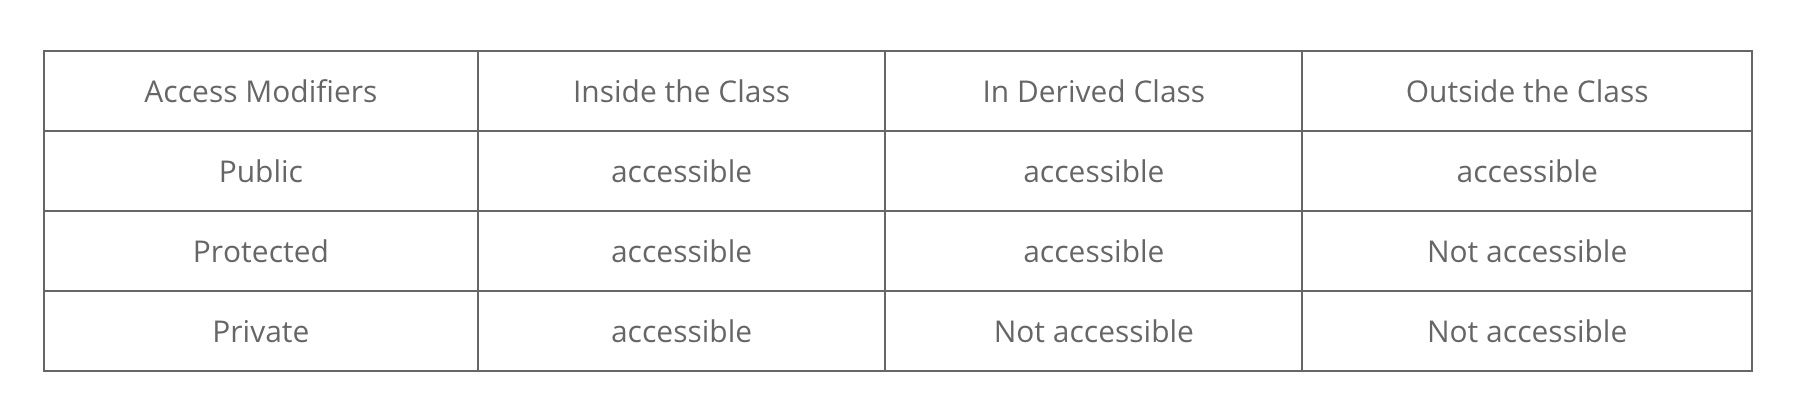 Access Modifiers Inside the Class In Derived Class Outside the Class
Public accessible accessible accessible
Protected accessible accessible Not accessible
Private accessible Not accessible Not accessible